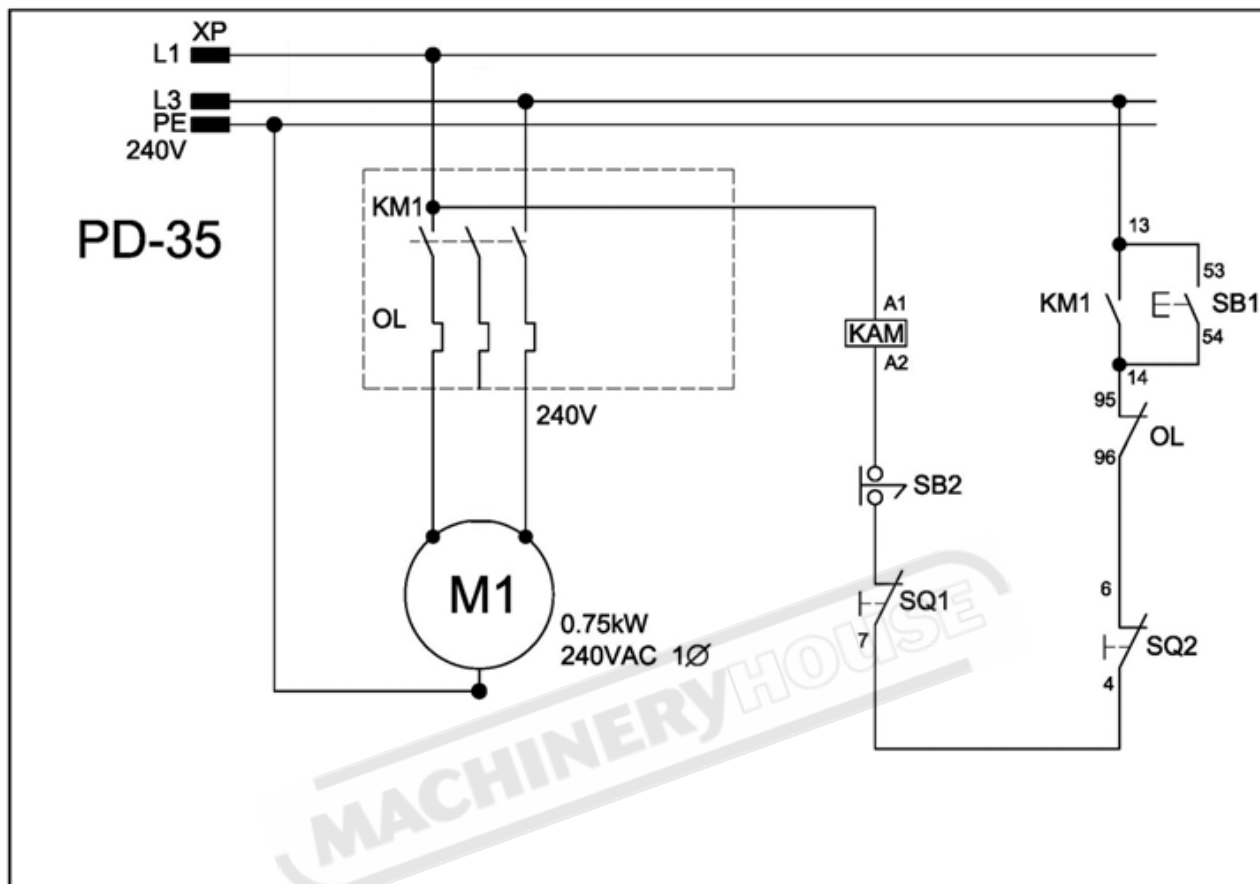 XP
L1
L3
PE
240V
PD-35
KM1
OL
240V
M1
0.75kW
240VAC 1Ø
A1
KAM
A2
SB2
SQ1
7
13
53
KM1
SB1
54
14
95
OL
96
6
SQ2
4
MACHINERYHOUSE